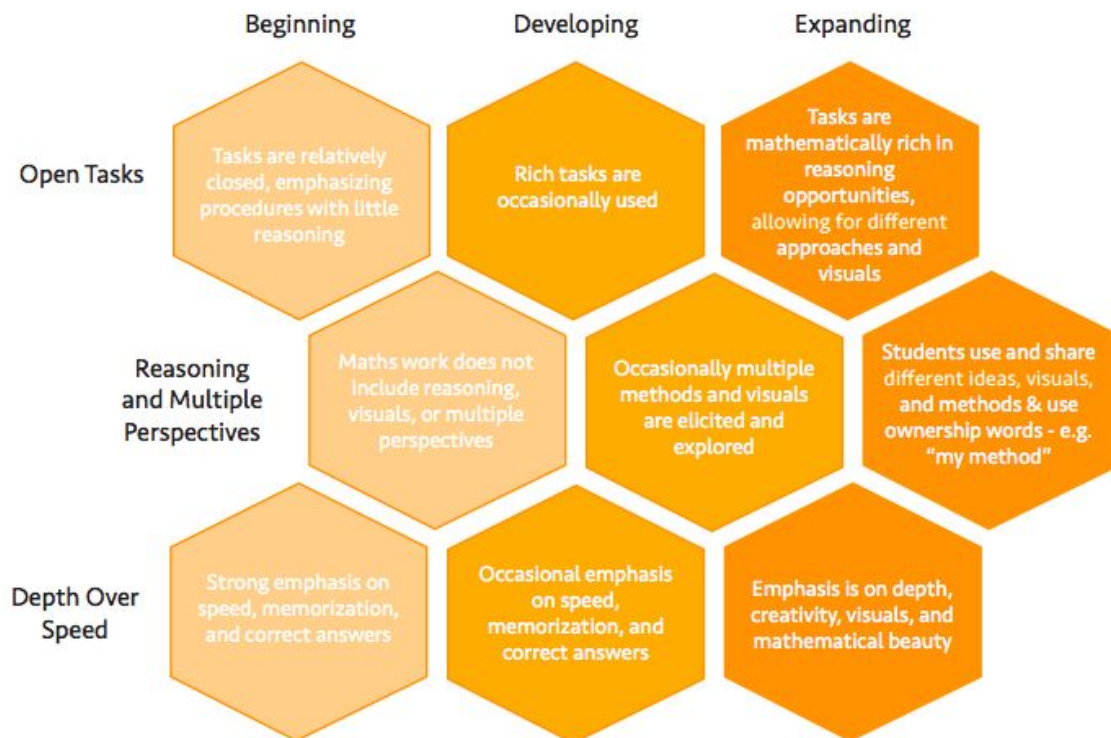 Beginning
Developing
Expanding
Open Tasks
Tasks are relatively
closed, emphasizing
procedures with little
reasoning
Rich tasks are
occasionally used
Tasks are
mathematically rich in
reasoning
opportunities,
allowing for different
approaches and
visuals
Reasoning
and Multiple
Perspectives
Maths work does not
include reasoning,
visuals, or multiple
perspectives
Occasionally multiple
methods and visuals
are elicited and
explored
Students use and share
different ideas, visuals,
and methods & use
ownership words - e.g.
"my method"
Depth Over
Speed
Strong emphasis on
speed, memorization,
and correct answers
Occasional emphasis
on speed,
memorization, and
correct answers
Emphasis is on depth,
creativity, visuals, and
mathematical beauty